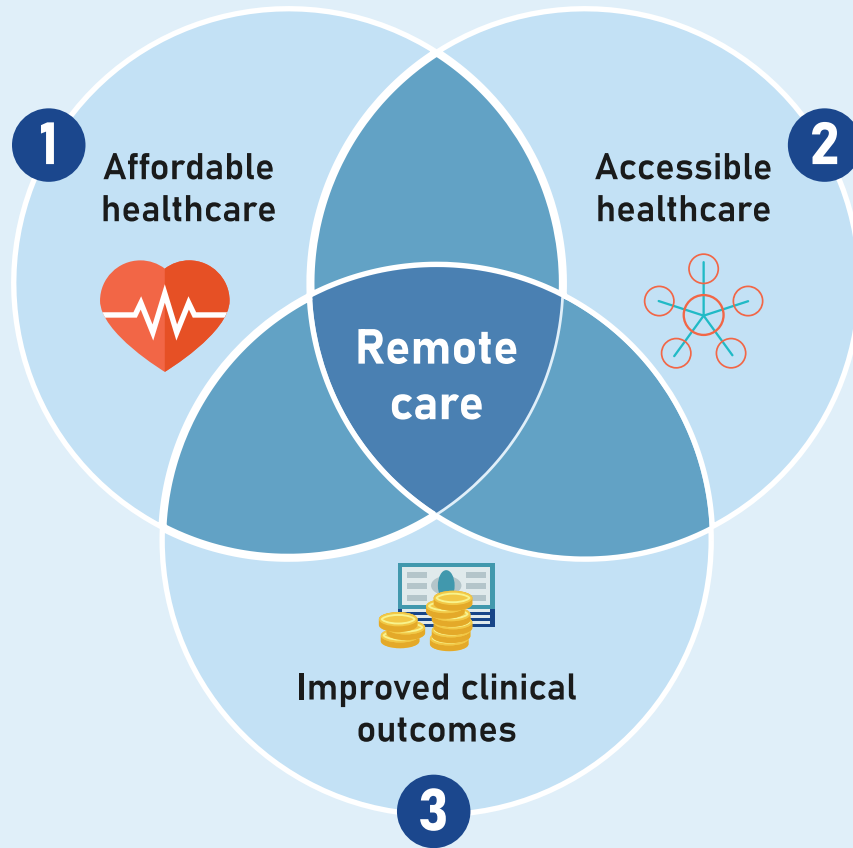 1
Affordable
healthcare
2
Accessible
healthcare
Remote
care
Improved clinical
outcomes
3